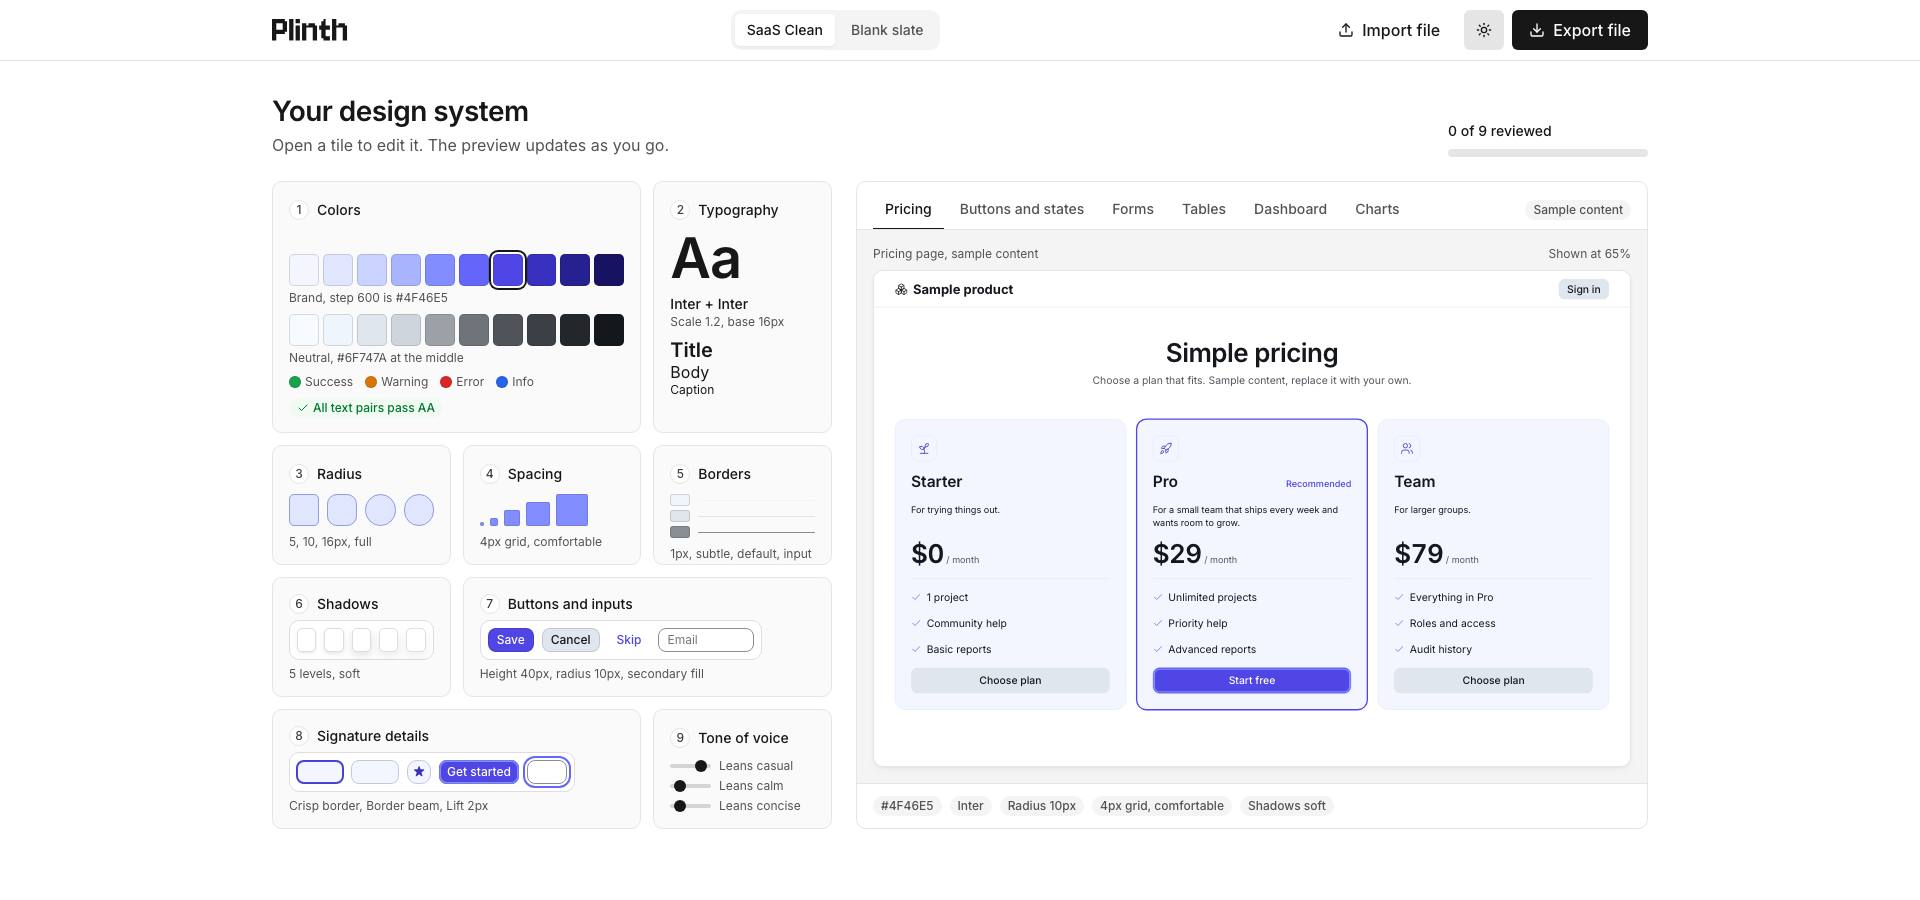 Plinth
SaaS Clean
Blank slate
Import file
Export file
Your design system
Open a tile to edit it. The preview updates as you go.
0 of 9 reviewed
1 Colors
Brand, step 600 is #4F46E5
Neutral, #6F747A at the middle
Success Warning Error Info
All text pairs pass AA
2 Typography
Aa
Inter + Inter
Scale 1.2, base 16px
Title
Body
Caption
3 Radius
5, 10, 16px, full
4 Spacing
4px grid, comfortable
5 Borders
1px, subtle, default, input
6 Shadows
5 levels, soft
7 Buttons and inputs
Save Cancel Skip Email
Height 40px, radius 10px, secondary fill
8 Signature details
Get started
Crisp border, Border beam, Lift 2px
9 Tone of voice
Leans casual
Leans calm
Leans concise
Pricing Buttons and states Forms Tables Dashboard Charts Sample content
Pricing page, sample content Shown at 65%
Sample product Sign in
Simple pricing
Choose a plan that fits. Sample content, replace it with your own.
Starter
For trying things out.
$0 / month
1 project
Community help
Basic reports
Choose plan
Pro Recommended
For a small team that ships every week and
wants room to grow.
$29 / month
Unlimited projects
Priority help
Advanced reports
Start free
Team
For larger groups.
$79 / month
Everything in Pro
Roles and access
Audit history
Choose plan
#4F46E5 Inter Radius 10px 4px grid, comfortable Shadows soft